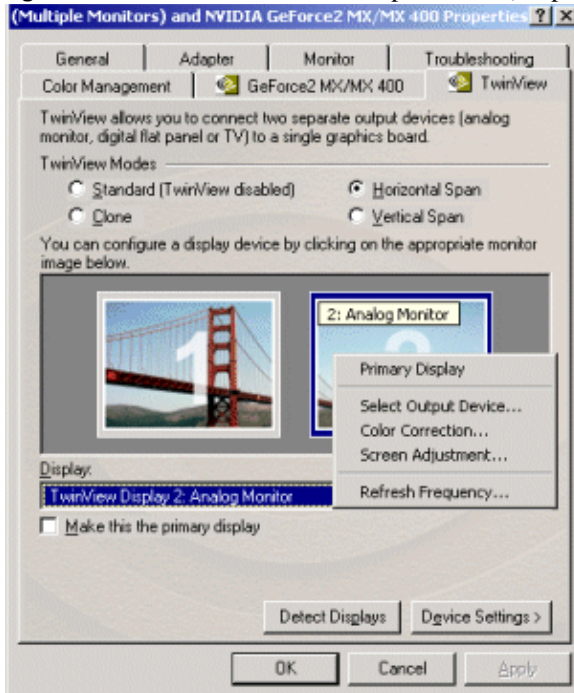 (Multiple Monitors) and NVIDIA GeForce2 MX/MX 400 Properties ? X
General Adapter Monitor Troubleshooting
Color Management GeForce2 MX/MX 400 TwinView
TwinView allows you to connect two separate output devices (analog
monitor, digital flat panel or TV) to a single graphics board.
TwinView Modes
Standard (TwinView disabled) Horizontal Span
Clone Vertical Span
You can configure a display device by clicking on the appropriate monitor
image below.
1
2: Analog Monitor
Primary Display
Select Output Device...
Color Correction...
Screen Adjustment...
Refresh Frequency...
Display:
TwinView Display 2: Analog Monitor
Make this the primary display
Detect Displays Device Settings >
OK Cancel Apply